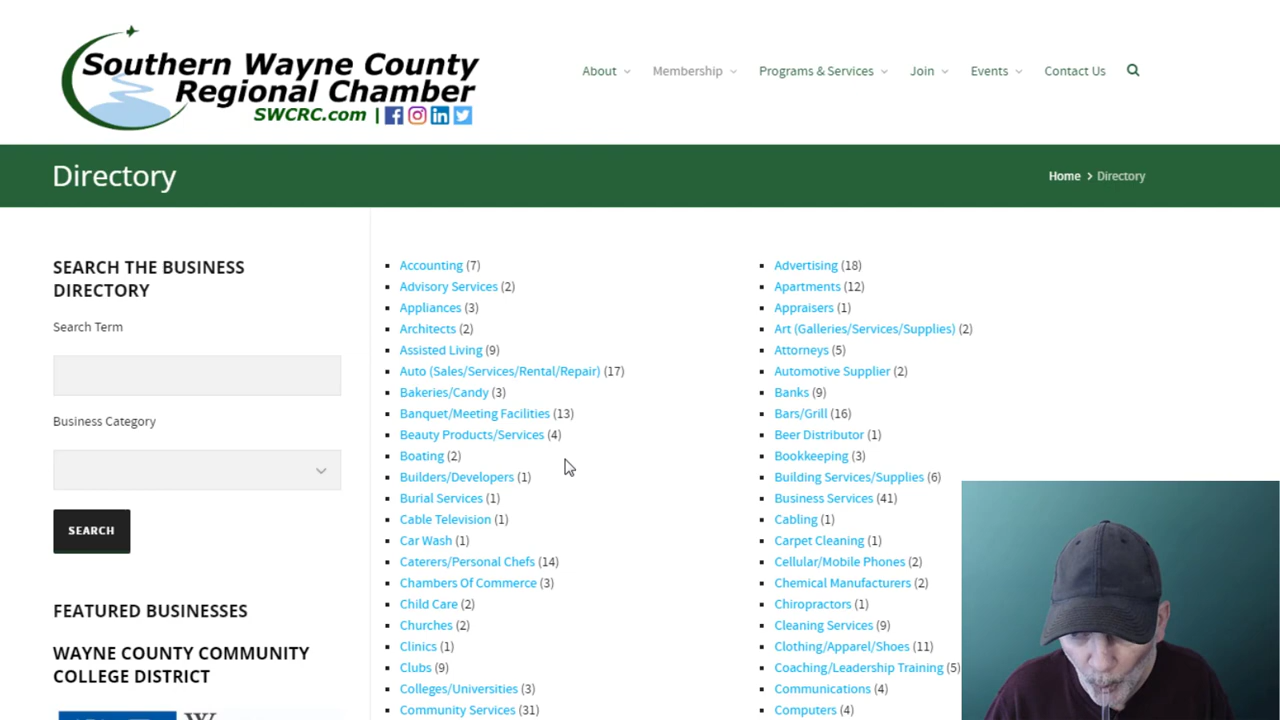 Southern Wayne County
Regional Chamber
SWCRC.com |
About
Membership
Programs & Services
Join
Events
Contact Us
Directory
Home > Directory
SEARCH THE BUSINESS
DIRECTORY
Search Term
Business Category
SEARCH
FEATURED BUSINESSES
WAYNE COUNTY COMMUNITY
COLLEGE DISTRICT
Accounting (7)
Advisory Services (2)
Appliances (3)
Architects (2)
Assisted Living (9)
Auto (Sales/Services/Rental/Repair) (17)
Bakeries/Candy (3)
Banquet/Meeting Facilities (13)
Beauty Products/Services (4)
Boating (2)
Builders/Developers (1)
Burial Services (1)
Cable Television (1)
Car Wash (1)
Caterers/Personal Chefs (14)
Chambers Of Commerce (3)
Child Care (2)
Churches (2)
Clinics (1)
Clubs (9)
Colleges/Universities (3)
Community Services (31)
Advertising (18)
Apartments (12)
Appraisers (1)
Art (Galleries/Services/Supplies) (2)
Attorneys (5)
Automotive Supplier (2)
Banks (9)
Bars/Grill (16)
Beer Distributor (1)
Bookkeeping (3)
Building Services/Supplies (6)
Business Services (41)
Cabling (1)
Carpet Cleaning (1)
Cellular/Mobile Phones (2)
Chemical Manufacturers (2)
Chiropractors (1)
Cleaning Services (9)
Clothing/Apparel/Shoes (11)
Coaching/Leadership Training (5)
Communications (4)
Computers (4)